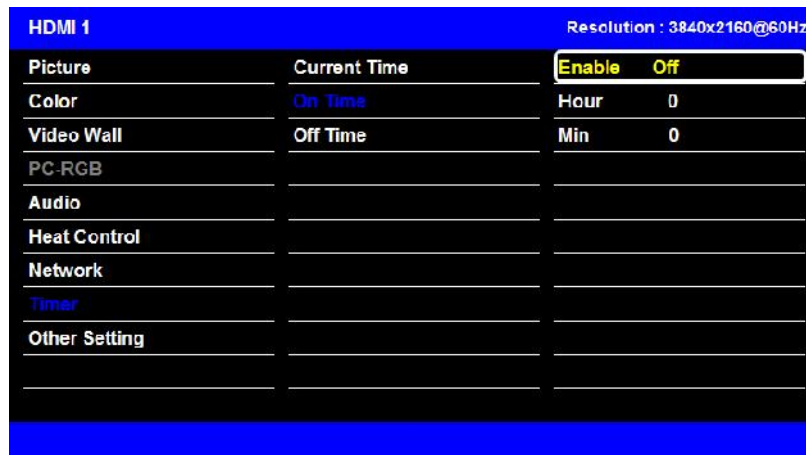 HDMI 1 Resolution : 3840x2160@60Hz
Picture Current Time Enable Off
Color On Time Hour 0
Video Wall Off Time Min 0
PC-RGB
Audio
Heat Control
Network
Timer
Other Setting